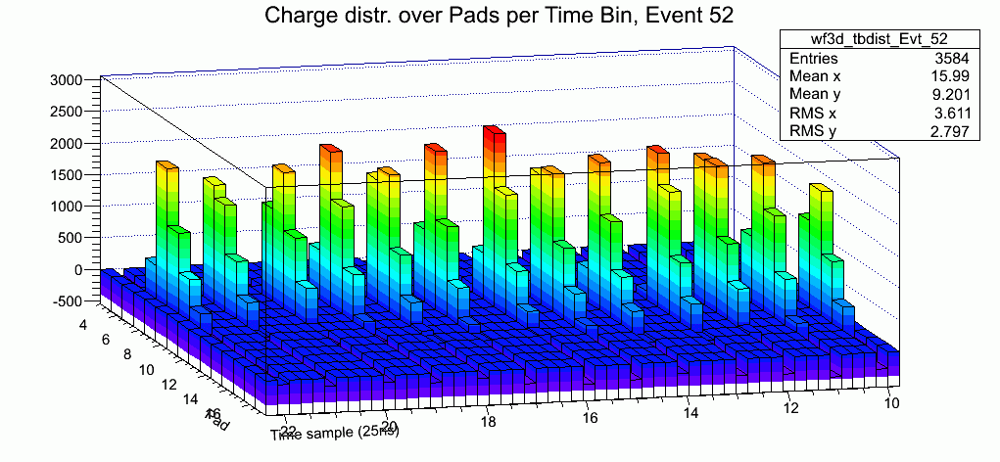 Charge distr. over Pads per Time Bin, Event 52
wf3d_tbdist_Evt_52
Entries 3584
Mean x 15.99
Mean y 9.201
RMS x 3.611
RMS y 2.797
3000
2500
2000
1500
1000
500
0
-500
4
6
8
10
12
14
16
Pad
22 20 18 16 14 12 10
Time sample (25ns)